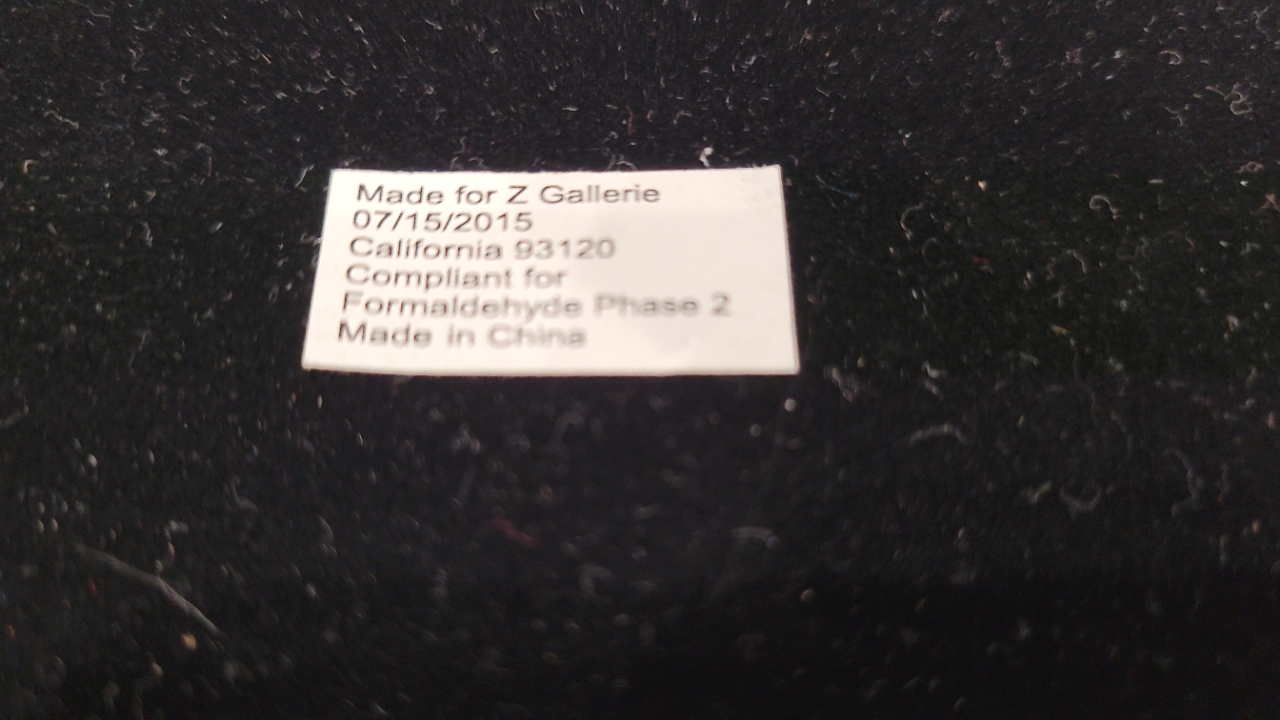 Made for Z Gallerie
07/15/2015
California 93120
Compliant for
Formaldehyde Phase 2
Made in China